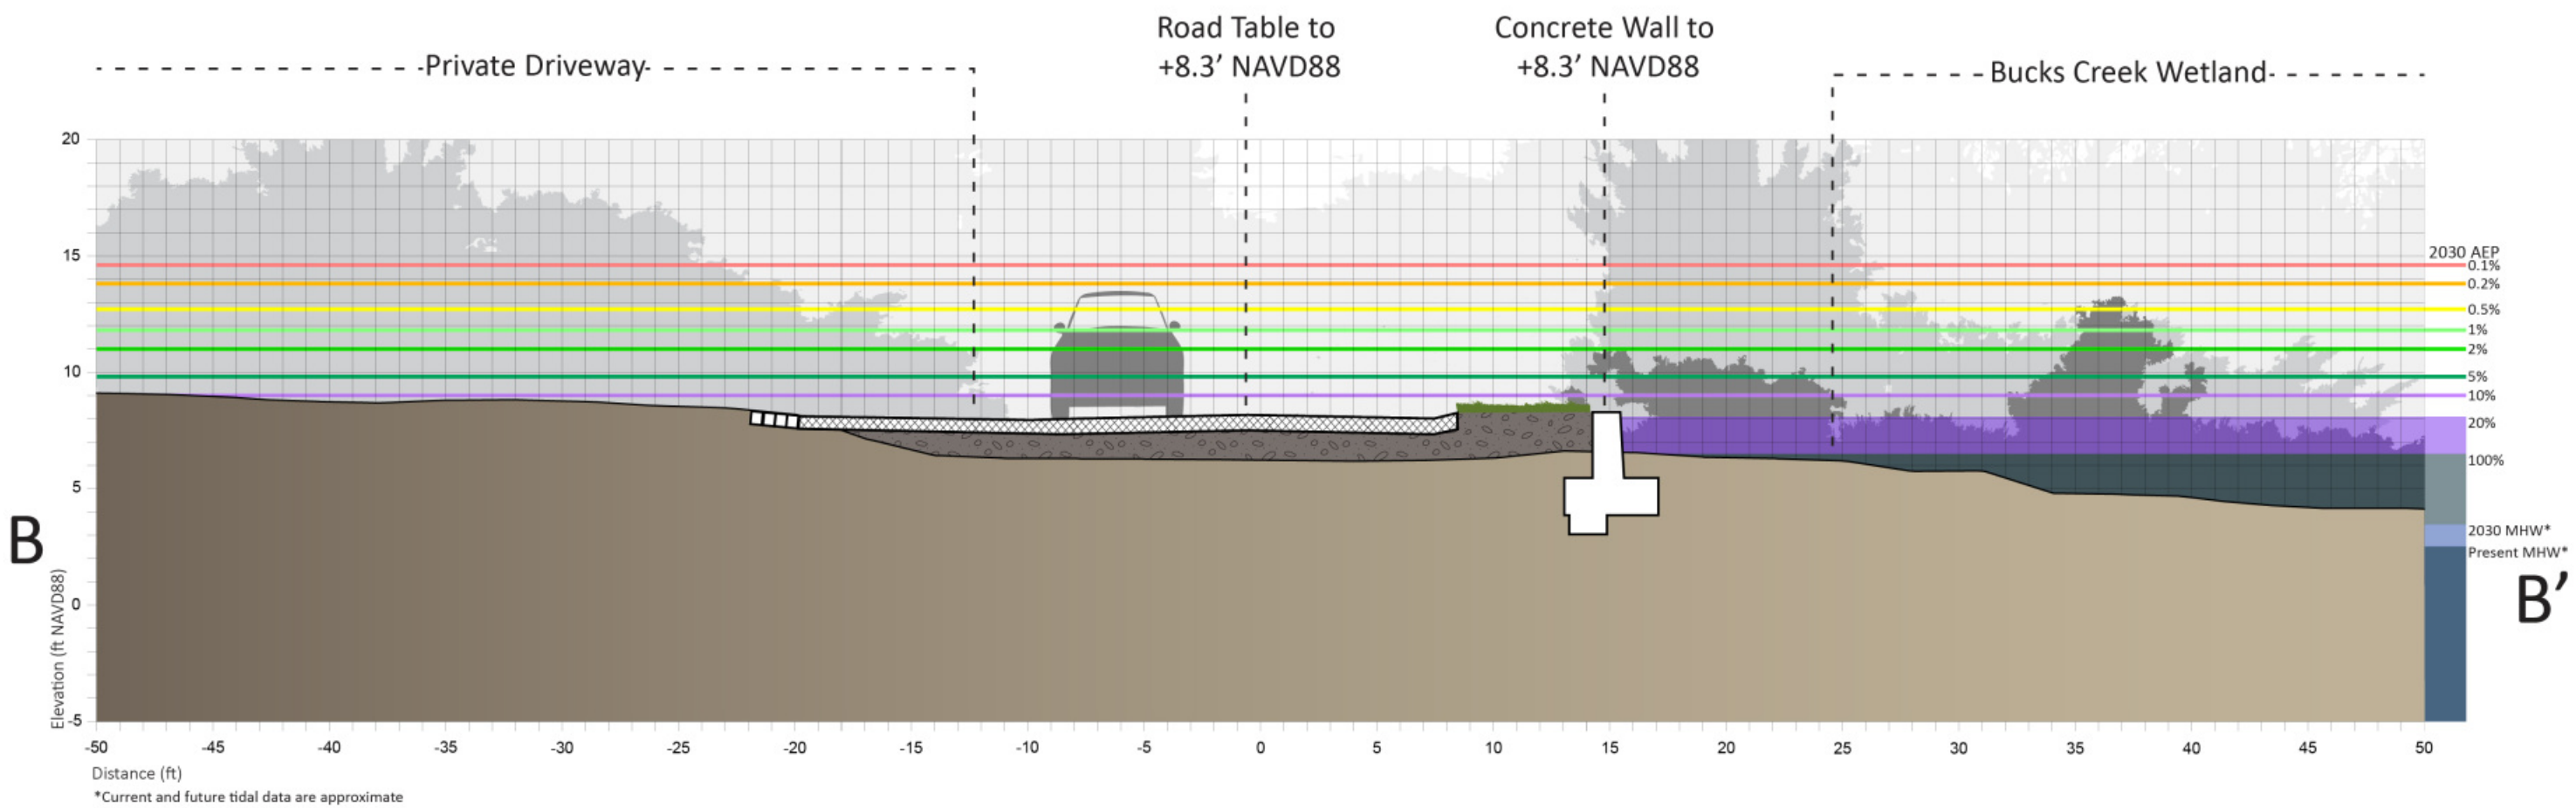 Private Driveway
Road Table to
+8.3’ NAVD88
Concrete Wall to
+8.3’ NAVD88
Bucks Creek Wetland
20
15
10
5
0
-5
Elevation (ft NAVD88)
B
2030 AEP
0.1%
0.2%
0.5%
1%
2%
5%
10%
20%
100%
2030 MHW*
Present MHW*
B’
-50 -45 -40 -35 -30 -25 -20 -15 -10 -5 0 5 10 15 20 25 30 35 40 45 50
Distance (ft)
*Current and future tidal data are approximate